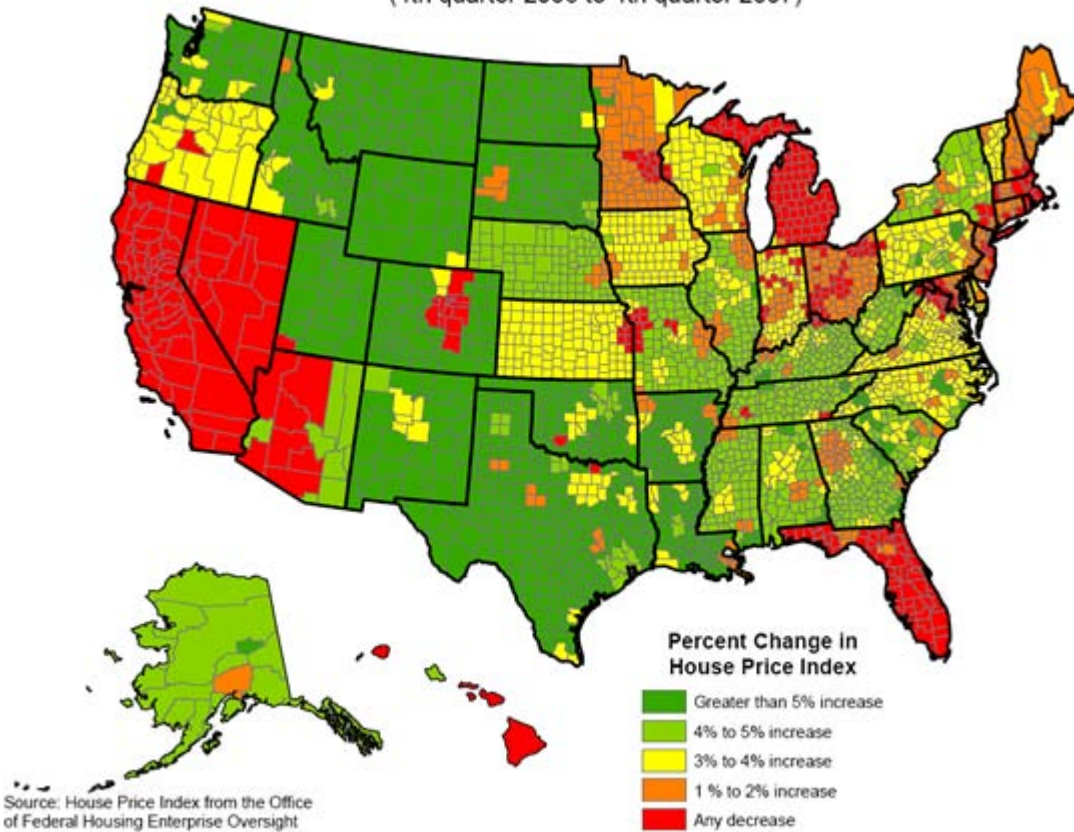 Percent Change in
House Price Index
Greater than 5% increase
4% to 5% increase
3% to 4% increase
1 % to 2% increase
Any decrease
Source: House Price Index from the Office
of Federal Housing Enterprise Oversight